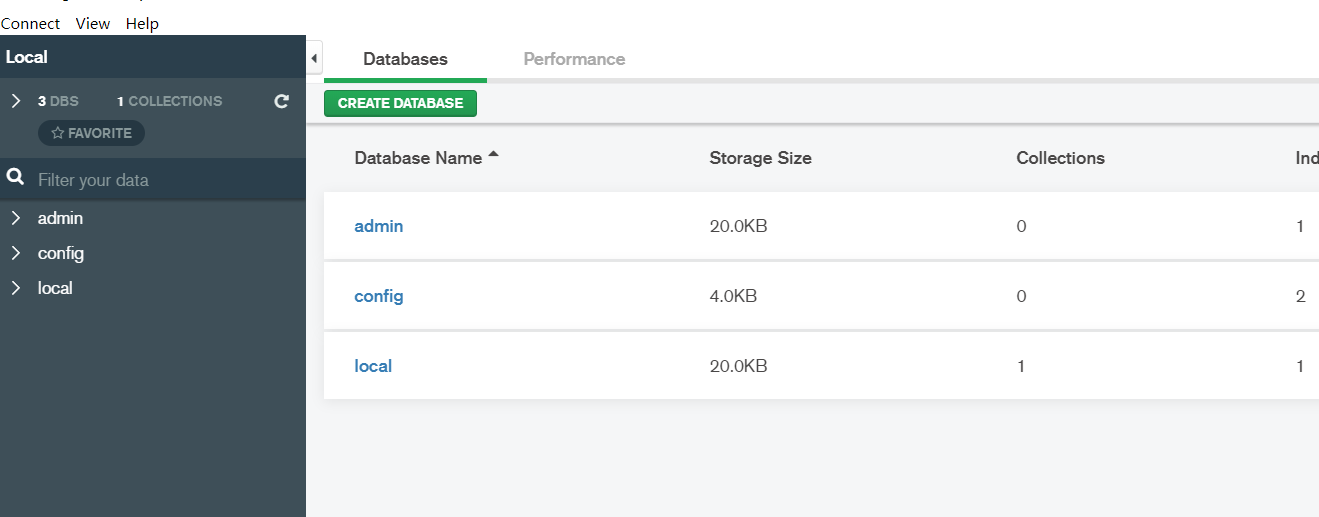 Connect View Help
Local
Databases Performance
3 DBS 1 COLLECTIONS
FAVORITE
CREATE DATABASE
Filter your data
admin
config
local
Database Name Storage Size Collections
admin 20.0KB 0 1
config 4.0KB 0 2
local 20.0KB 1 1